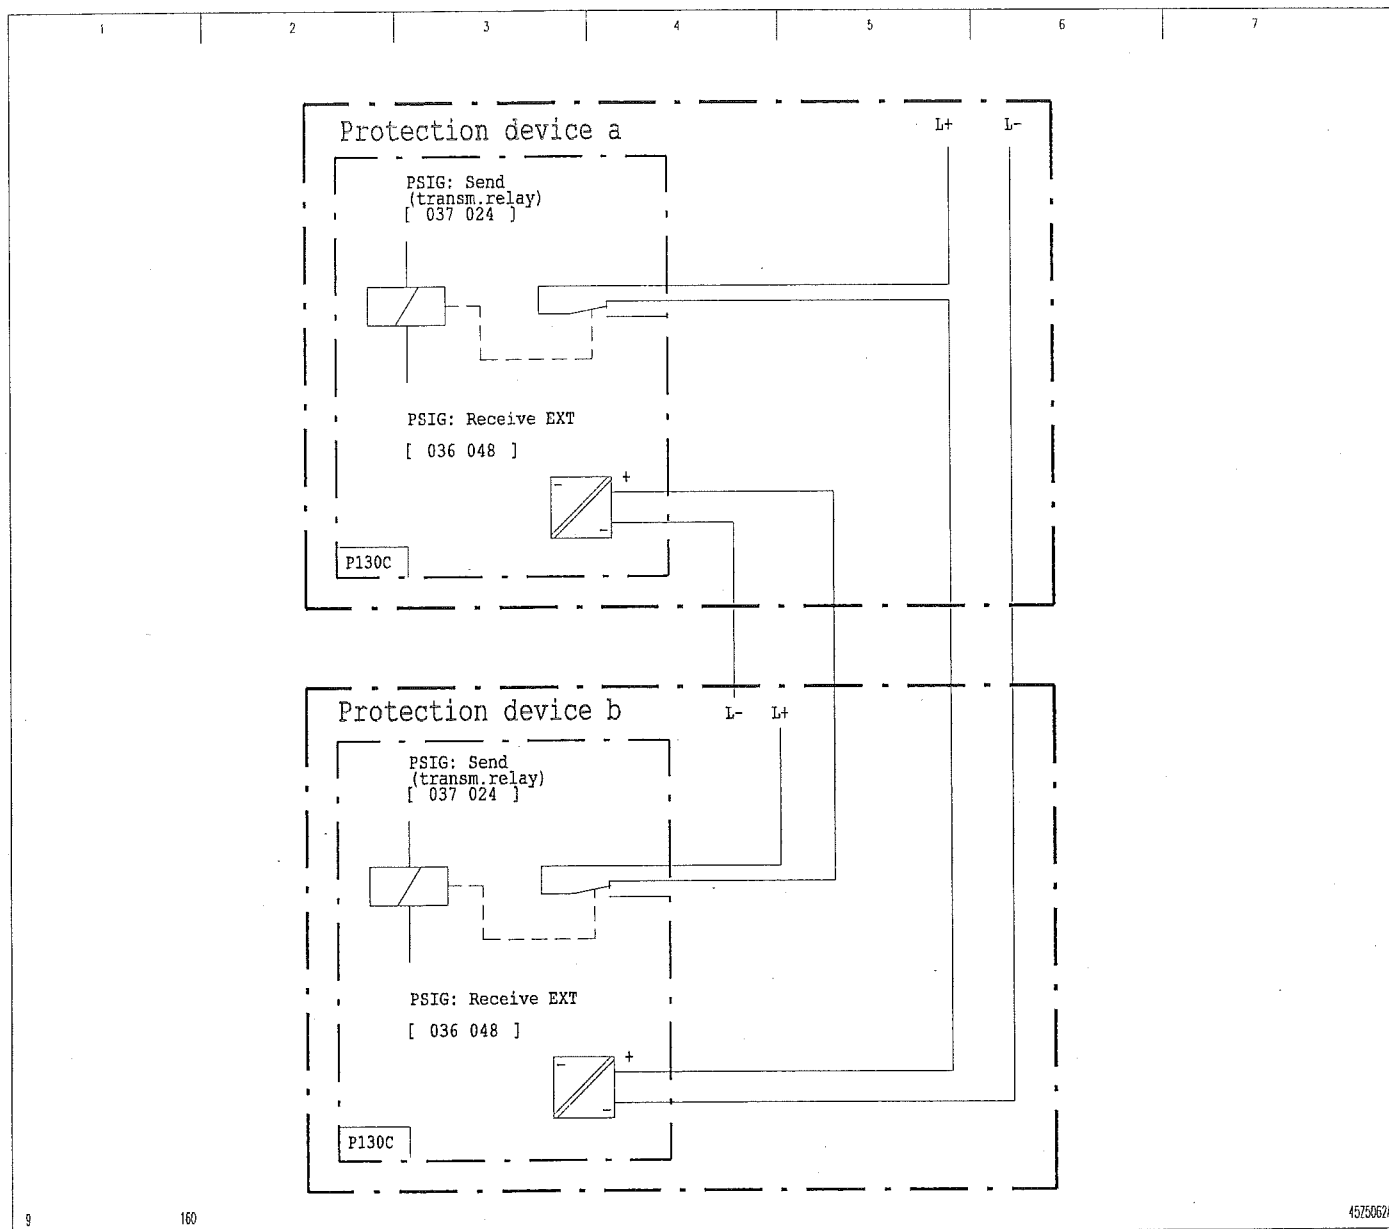 1 2 3 4 5 6 7
Protection device a
L+ L-
PSIG: Send
(transm.relay)
[ 037 024 ]
PSIG: Receive EXT
[ 036 048 ]
+
-
-
P130C
Protection device b
L- L+
PSIG: Send
(transm.relay)
[ 037 024 ]
PSIG: Receive EXT
[ 036 048 ]
+
-
-
P130C
9 160